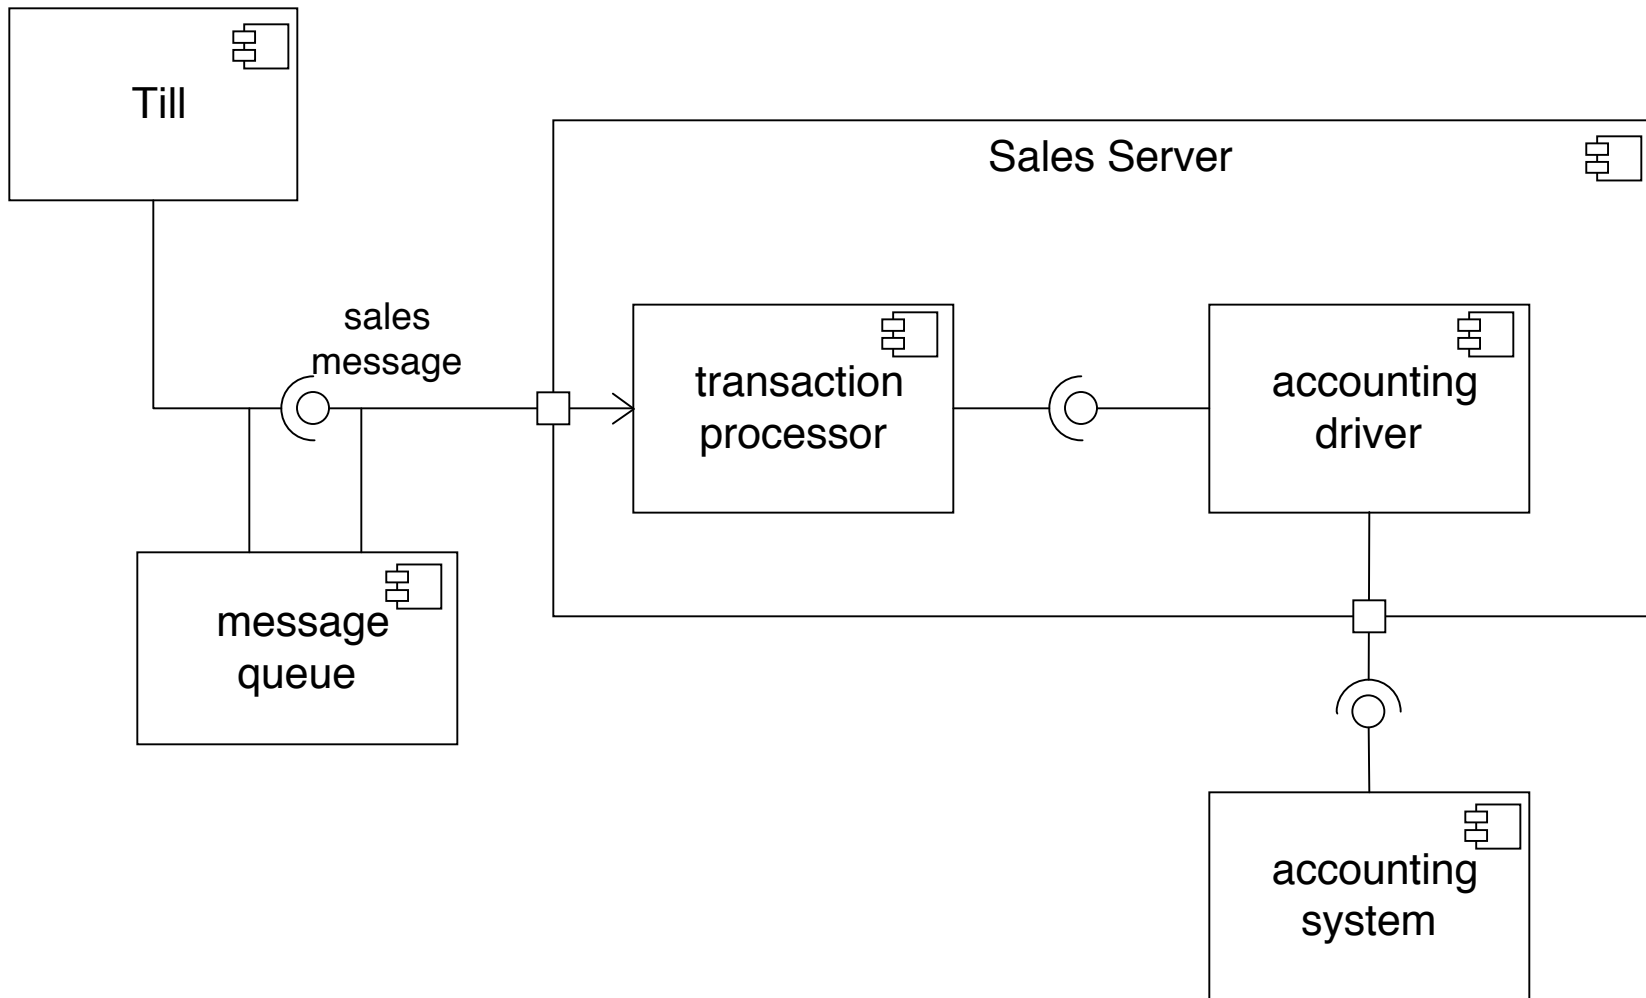 Till
Sales Server
sales
message
transaction
processor
accounting
driver
message
queue
accounting
system